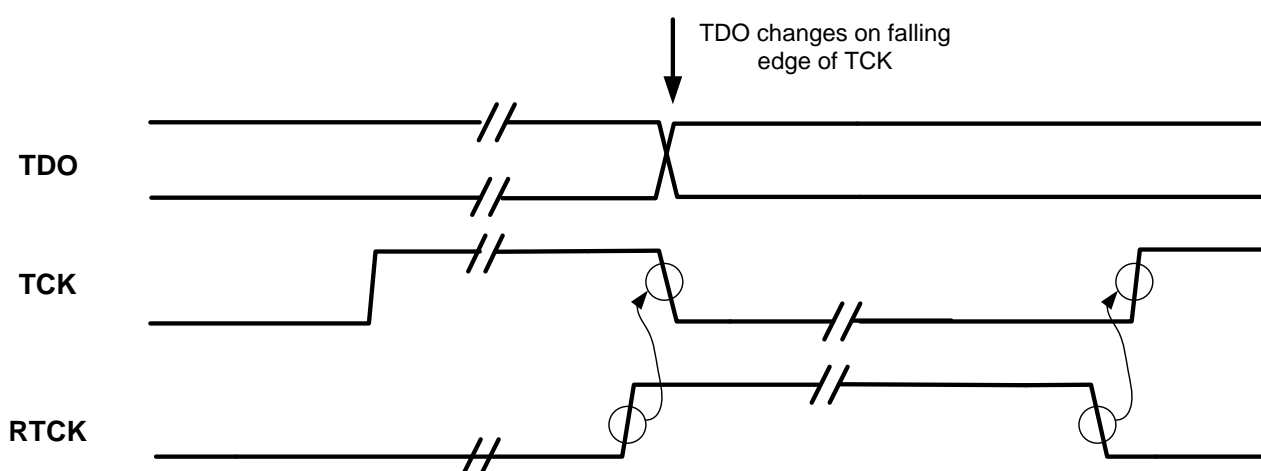 TDO changes on falling
edge of TCK
TDO
TCK
RTCK